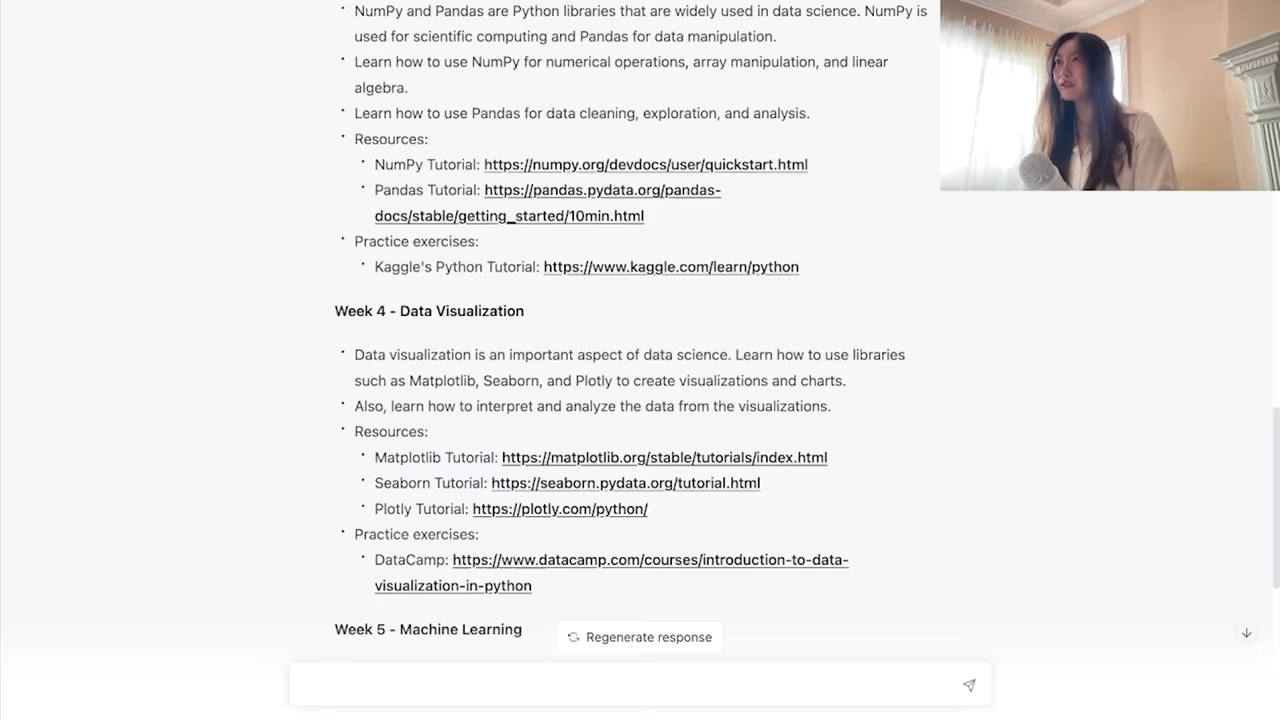 NumPy and Pandas are Python libraries that are widely used in data science. NumPy is
used for scientific computing and Pandas for data manipulation.
Learn how to use NumPy for numerical operations, array manipulation, and linear
algebra.
Learn how to use Pandas for data cleaning, exploration, and analysis.
Resources:
NumPy Tutorial: https://numpy.org/devdocs/user/quickstart.html
Pandas Tutorial: https://pandas.pydata.org/pandas-
docs/stable/getting_started/10min.html
Practice exercises:
Kaggle's Python Tutorial: https://www.kaggle.com/learn/python
Week 4 - Data Visualization
Data visualization is an important aspect of data science. Learn how to use libraries
such as Matplotlib, Seaborn, and Plotly to create visualizations and charts.
Also, learn how to interpret and analyze the data from the visualizations.
Resources:
Matplotlib Tutorial: https://matplotlib.org/stable/tutorials/index.html
Seaborn Tutorial: https://seaborn.pydata.org/tutorial.html
Plotly Tutorial: https://plotly.com/python/
Practice exercises:
DataCamp: https://www.datacamp.com/courses/introduction-to-data-
visualization-in-python
Week 5 - Machine Learning
Regenerate response